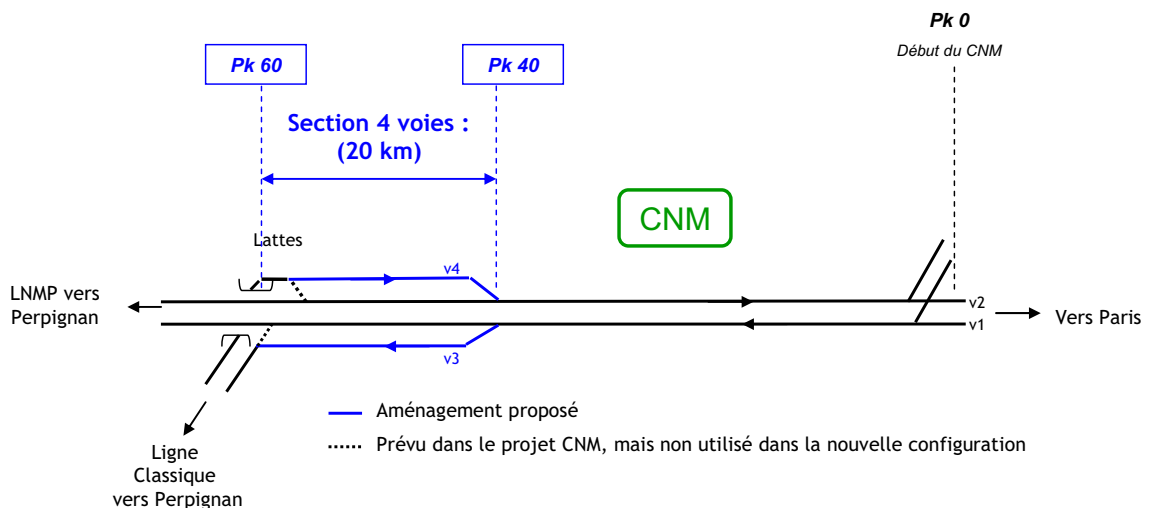 Pk 0
Début du CNM
Pk 60
Pk 40
Section 4 voies :
(20 km)
CNM
Lattes
v4
LNMP vers
Perpignan
v2
v1
Vers Paris
v3
Aménagement proposé
Prévu dans le projet CNM, mais non utilisé dans la nouvelle configuration
Ligne
Classique
vers Perpignan